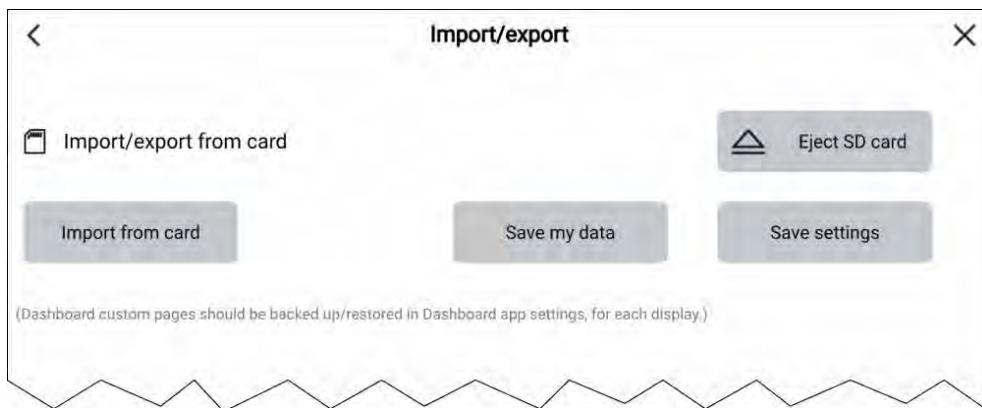 Import/export
Import/export from card
Eject SD card
Import from card
Save my data
Save settings
(Dashboard custom pages should be backed up/restored in Dashboard app settings, for each display.)